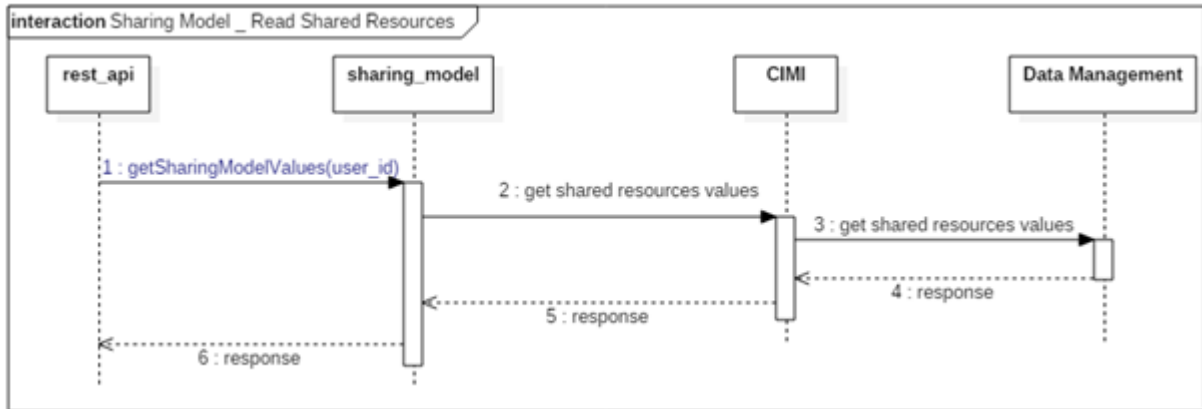 interaction Sharing Model _ Read Shared Resources
rest_api
sharing_model
CIMI
Data Management
1 : getSharingModelValues(user_id)
2 : get shared resources values
3 : get shared resources values
4 : response
5 : response
6 : response